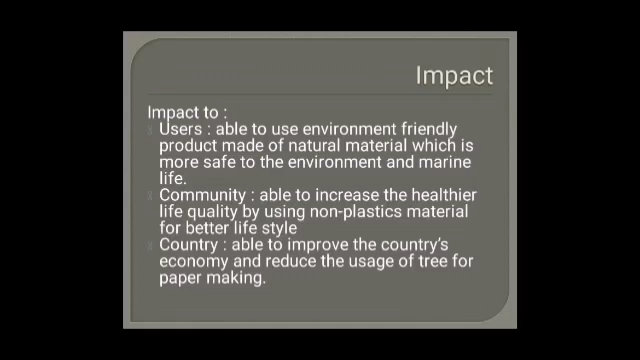 Impact
Impact to :
Users : able to use environment friendly
product made of natural material which is
more safe to the environment and marine
life.
Community : able to increase the healthier
life quality by using non-plastics material
for better life style
Country : able to improve the country's
economy and reduce the usage of tree for
paper making.